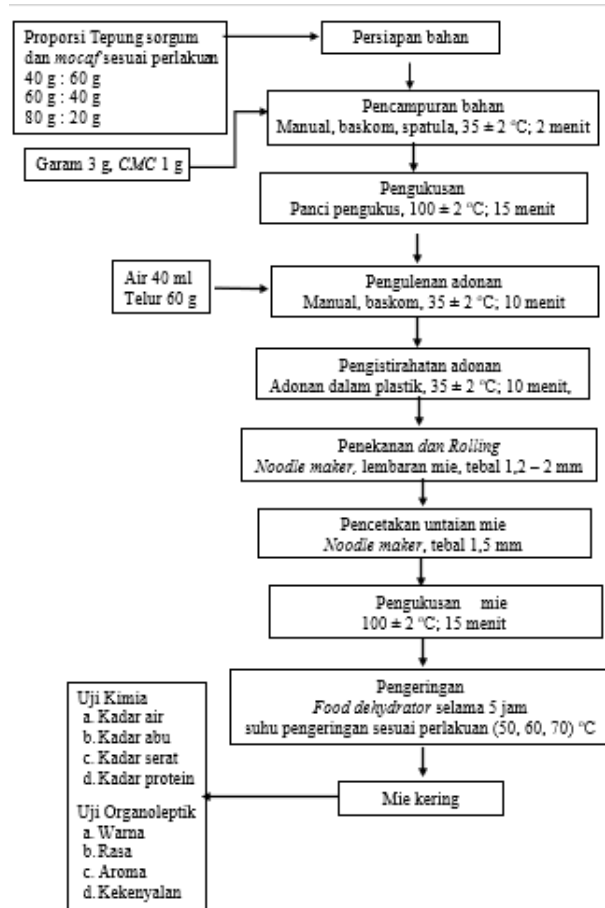 Proporsi Tepung sorgum
dan mocaf sesuai perlakuan
40 g : 60 g
60 g : 40 g
80 g : 20 g
Persiapan bahan
Pencampuran bahan
Manual, baskom, spatula, 35 ± 2 °C; 2 menit
Garam 3 g, CMC 1 g
Pengukusan
Panci pengukus, 100 ± 2 °C; 15 menit
Air 40 ml
Telur 60 g
Pengulenan adonan
Manual, baskom, 35 ± 2 °C; 10 menit
Pengistirahatan adonan
Adonan dalam plastik, 35 ± 2 °C; 10 menit,
Penekanan dan Rolling
Noodle maker, lembaran mie, tebal 1,2 – 2 mm
Pencetakan untaian mie
Noodle maker, tebal 1,5 mm
Pengukusan mie
100 ± 2 °C; 15 menit
Pengeringan
Food dehydrator selama 5 jam
suhu pengeringan sesuai perlakuan (50, 60, 70) °C
Mie kering
Uji Kimia
a. Kadar air
b. Kadar abu
c. Kadar serat
d. Kadar protein
Uji Organoleptik
a. Warna
b. Rasa
c. Aroma
d. Kekenyalan